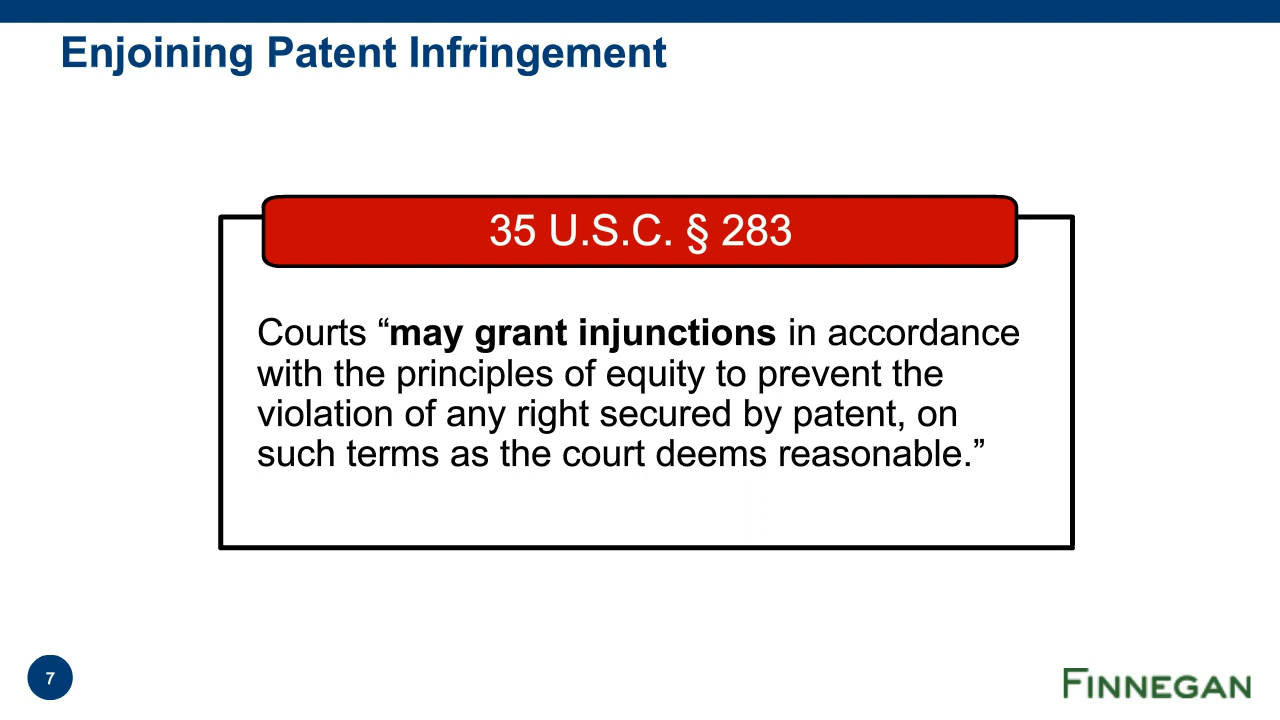 Enjoining Patent Infringement
35 U.S.C. § 283
Courts “may grant injunctions in accordance
with the principles of equity to prevent the
violation of any right secured by patent, on
such terms as the court deems reasonable.”
7
FINNEGAN